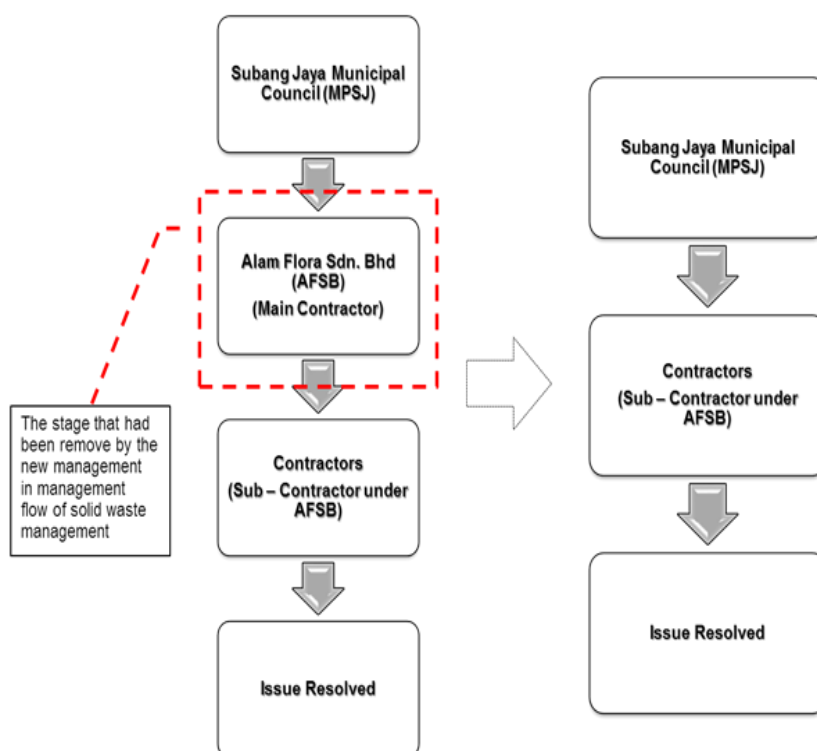 Subang Jaya Municipal
Council (MPSJ)
Alam Flora Sdn. Bhd
(AFSB)
(Main Contractor)
The stage that had
been remove by the
new management
in management
flow of solid waste
management
Contractors
(Sub – Contractor under
AFSB)
Issue Resolved
Subang Jaya Municipal
Council (MPSJ)
Contractors
(Sub – Contractor under
AFSB)
Issue Resolved